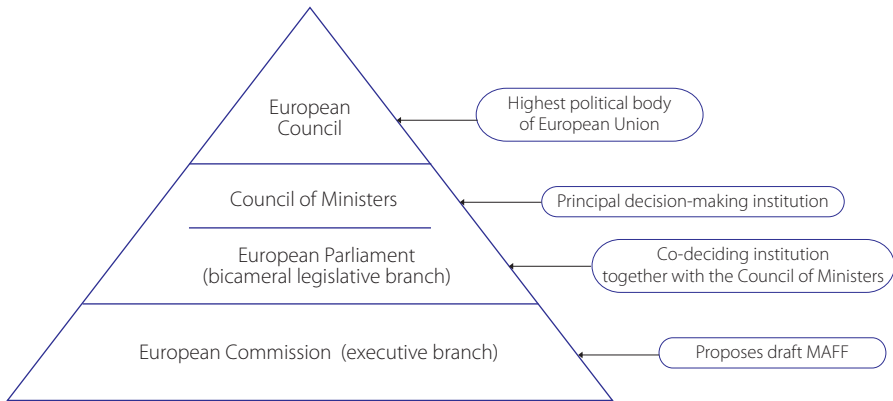 European
Council
Highest political body
of European Union
Council of Ministers
Principal decision-making institution
European Parliament
(bicameral legislative branch)
Co-deciding institution
together with the Council of Ministers
European Commission (executive branch)
Proposes draft MAFF